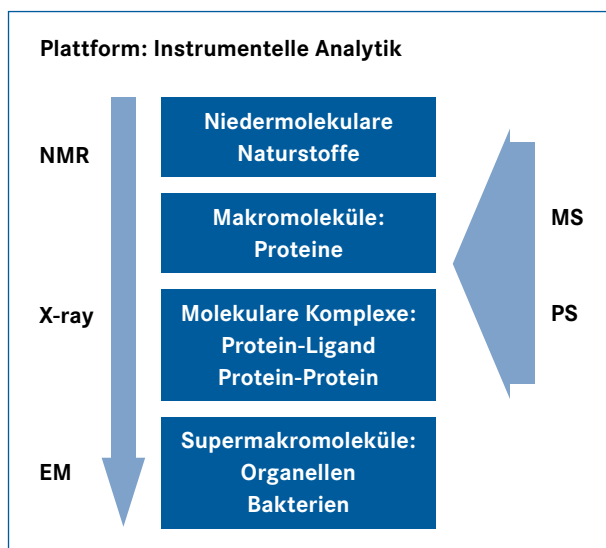 Plattform: Instrumentelle Analytik
Niedermolekulare
Naturstoffe
NMR
Makromoleküle:
Proteine
MS
X-ray
Molekulare Komplexe:
Protein-Ligand
Protein-Protein
PS
EM
Supermakromoleküle:
Organellen
Bakterien